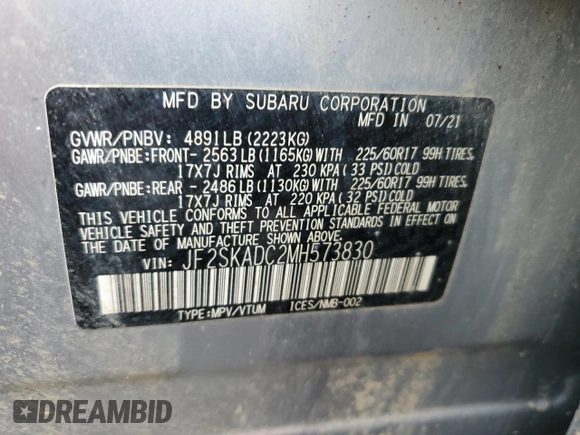 MFD BY SUBARU CORPORATION
MFD IN 07/21
GVWR/PNBV: 4891LB (2223KG)
GAWR/PNBE:FRONT- 2563LB (1165KG)WITH 225/60R17 99H TIRES,
17X7J RIMS AT 230 KPA ( 33 PSI)COLD
GAWR/PNBE:REAR - 2486LB (1130KG)WITH 225/60R17 99H TIRES,
17X7J RIMS AT 220 KPA ( 32 PSI)COLD
THIS VEHICLE CONFORMS TO ALL APPLICABLE FEDERAL MOTOR
VEHICLE SAFETY AND THEFT PREVENTION STANDARDS IN EFFECT ON
THE DATE OF MANUFACTURE SHOWN ABOVE.
VIN: JF2SKADC2MH573830
TYPE:MPV/VTUM ICES/NMB-002
DREAMBID